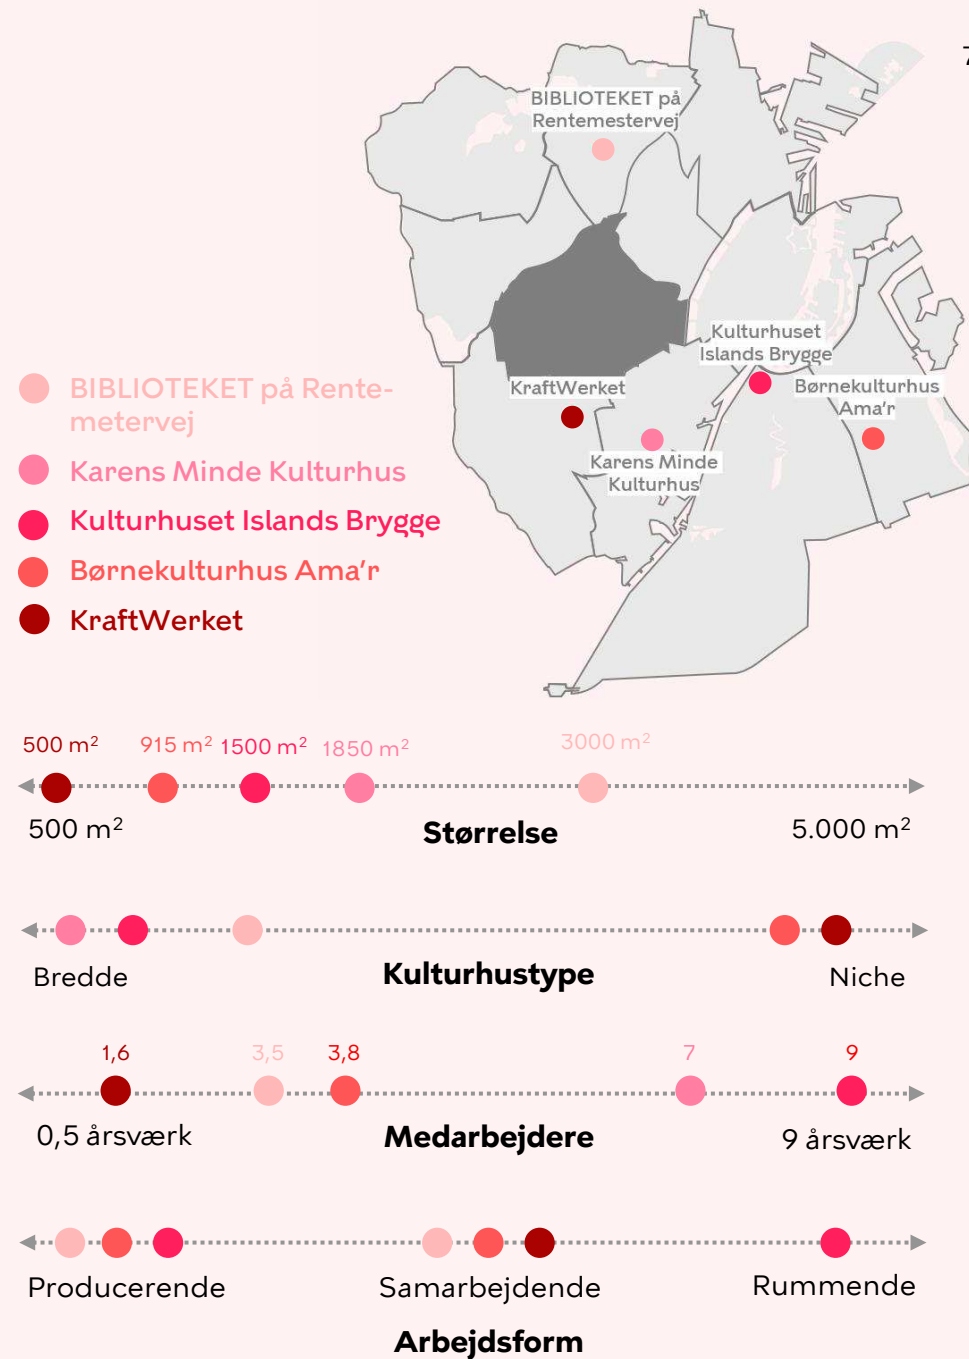 7
BIBLIOTEKET på
Rentemestervej
Kulturhuset
Islands Brygge
KraftWerket
Børnekulturhus
Ama'r
Karens Minde
Kulturhus
BIBLIOTEKET på Rente-
metervej
Karens Minde Kulturhus
Kulturhuset Islands Brygge
Børnekulturhus Ama'r
KraftWerket
500 m² 915 m² 1500 m² 1850 m² 3000 m²
500 m² Størrelse 5.000 m²
Bredde Kulturhustype Niche
1,6 3,5 3,8 7 9
0,5 årsværk Medarbejdere 9 årsværk
Producerende Samarbejdende Rummende
Arbejdsform